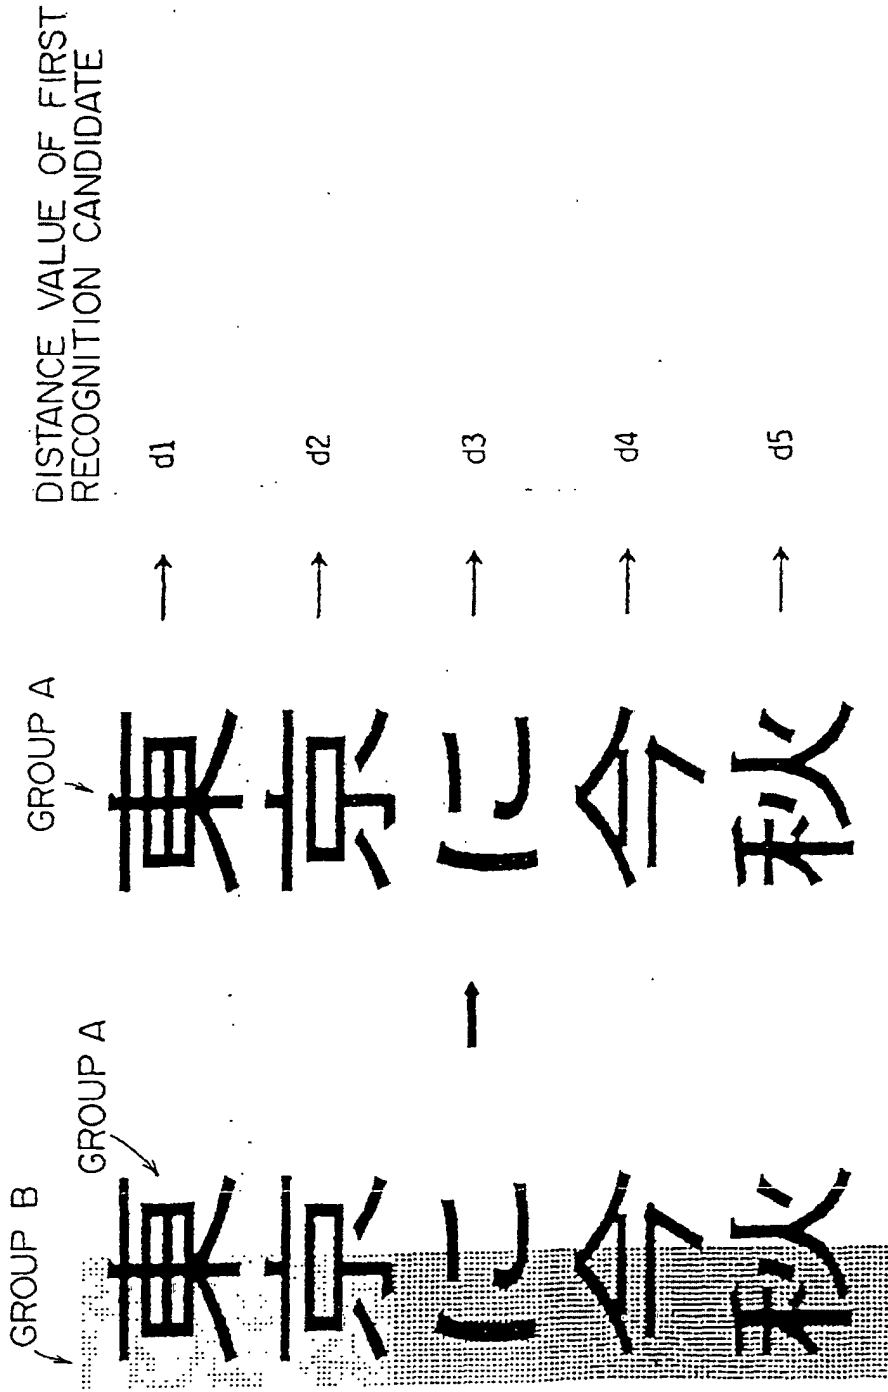 GROUP B
GROUP A
GROUP A
DISTANCE VALUE OF FIRST
RECOGNITION CANDIDATE
東 東 → d1
京 京 → d2
に → に → d3
今 今 → d4
秋 秋 → d5